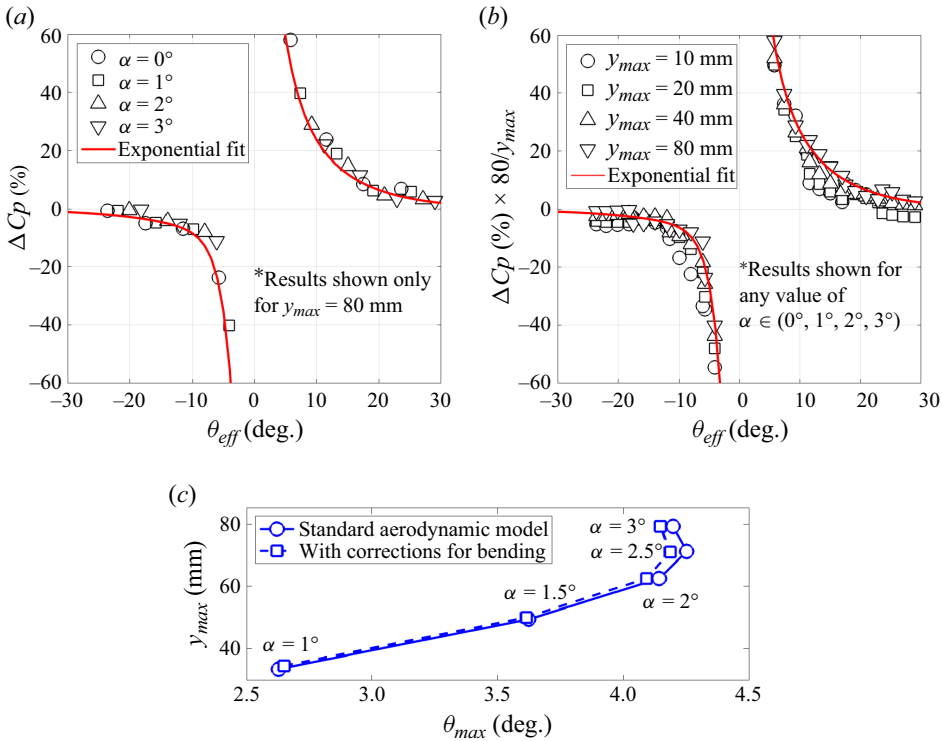 (a)
60
40
20
0
−20
−40
−60
−30
−20
−10
0
10
20
30
ΔCp (%)
θeff (deg.)
α = 0°
α = 1°
α = 2°
α = 3°
Exponential fit
*Results shown only
for ymax = 80 mm
(b)
60
40
20
0
−20
−40
−60
−30
−20
−10
0
10
20
30
ΔCp (%) × 80/ymax
θeff (deg.)
ymax = 10 mm
ymax = 20 mm
ymax = 40 mm
ymax = 80 mm
Exponential fit
*Results shown for
any value of
α ∈ (0°, 1°, 2°, 3°)
(c)
80
60
40
2.5
3.0
3.5
4.0
4.5
ymax (mm)
θmax (deg.)
Standard aerodynamic model
With corrections for bending
α = 3°
α = 2.5°
α = 2°
α = 1.5°
α = 1°